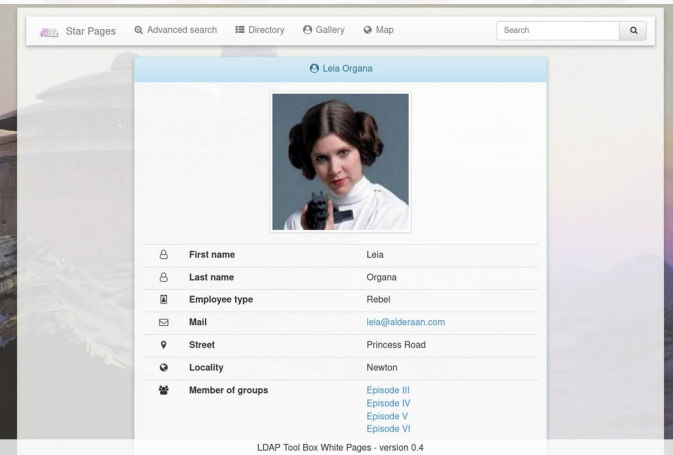 Star Pages Advanced search Directory Gallery Map Search
Leia Organa
First name Leia
Last name Organa
Employee type Rebel
Mail leia@alderaan.com
Street Princess Road
Locality Newton
Member of groups Episode III
Episode IV
Episode V
Episode VI
LDAP Tool Box White Pages - version 0.4